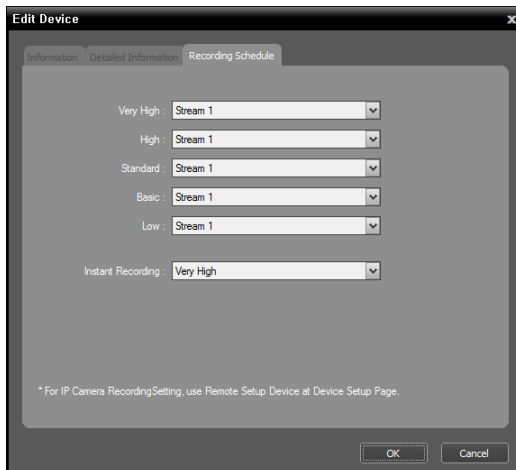 Edit Device x
Information Detailed Information Recording Schedule
Very High : Stream 1
High : Stream 1
Standard : Stream 1
Basic : Stream 1
Low : Stream 1
Instant Recording : Very High
* For IP Camera RecordingSetting, use Remote Setup Device at Device Setup Page.
OK Cancel